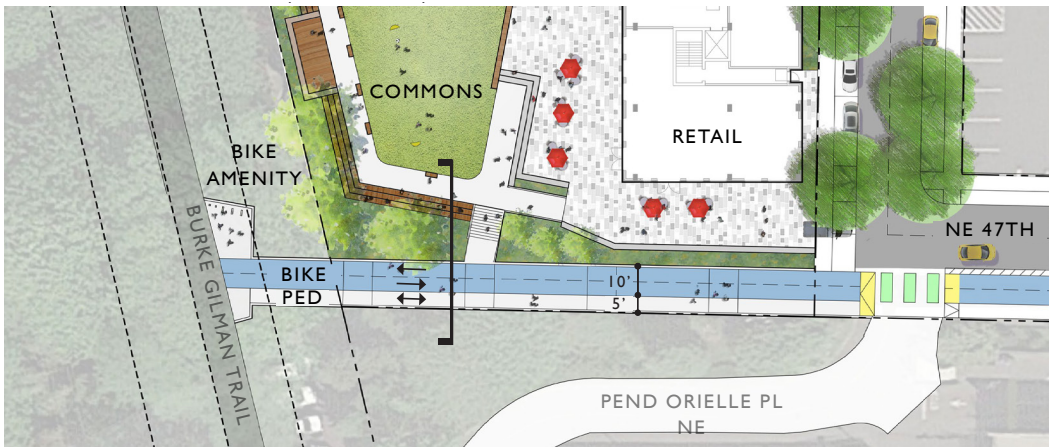 COMMONS
RETAIL
BIKE
AMENITY
BURKE GILMAN TRAIL
NE 47TH
BIKE
PED
10'
5'
PEND ORIELLE PL
NE